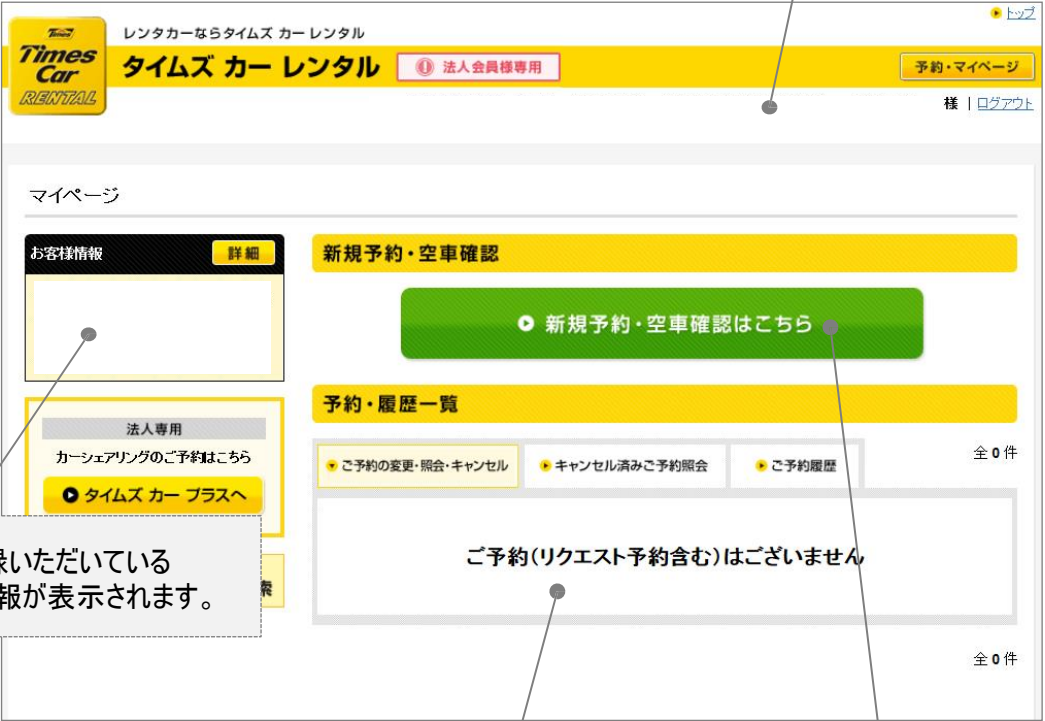 トップ
Times
レンタカーならタイムズ カー レンタル
Times
Car
RENTAL
タイムズ カー レンタル
法人会員様専用
予約・マイページ
様 | ログアウト
マイページ
お客様情報
詳細
新規予約・空車確認
新規予約・空車確認はこちら
予約・履歴一覧
法人専用
カーシェアリングのご予約はこちら
タイムズ カー プラスへ
ご予約の変更・照会・キャンセル
キャンセル済みご予約照会
ご予約履歴
全0件
ご予約(リクエスト予約含む)はございません
いただいている
報が表示されます。
索
全0件